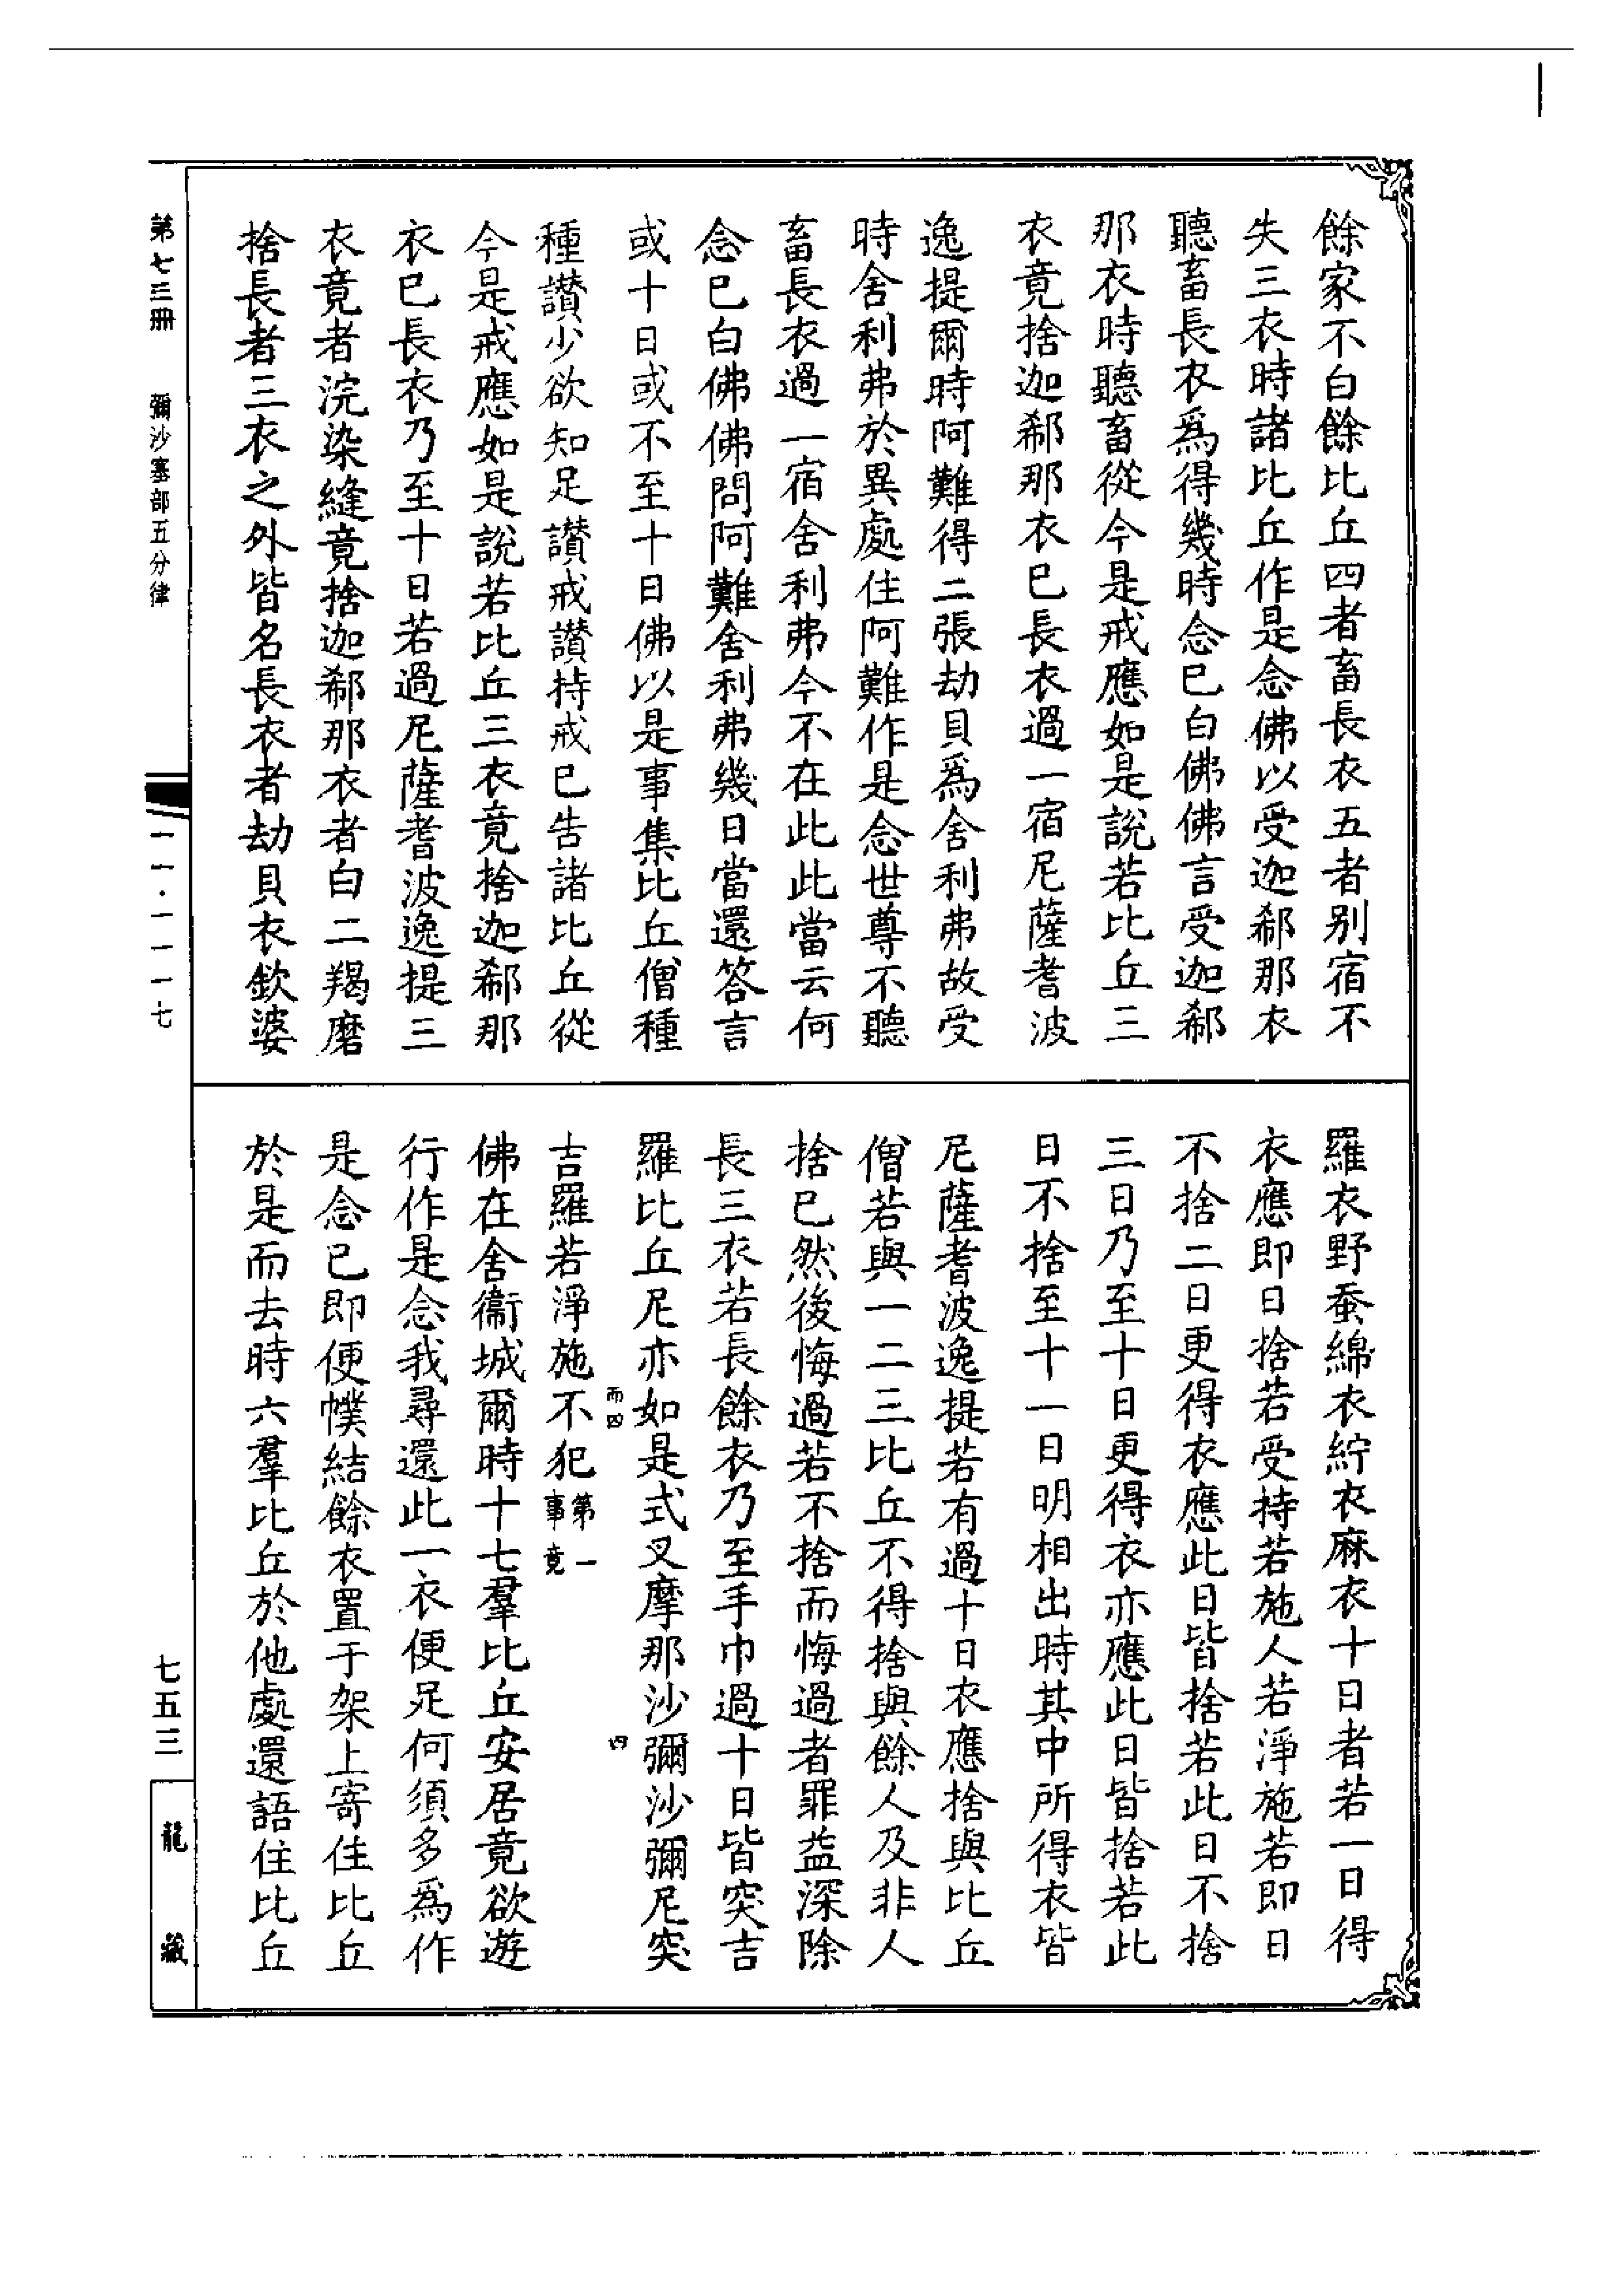 餘家不白餘比丘四者畜長衣五者別宿不
失三衣時諸比丘作是念佛以受迦絺那衣
聽畜長衣爲得幾時念已白佛佛言受迦絺
那衣時聽畜從今是戒應如是說若比丘三
衣竟捨迦絺那衣已長衣過一宿尼薩耆波
逸提爾時阿難得二張劫貝爲舍利弗故受
時舍利弗於異處住阿難作是念世尊不聽
畜長衣過一宿舍利弗今不在此此當云何
念已白佛佛問阿難舍利弗幾日當還答言
或十日或不至十日佛以是事集比丘僧種
種讚少欲知足讚戒讚持戒已告諸比丘從
今是戒應如是說若比丘三衣竟捨迦絺那
衣已長衣乃至十日若過尼薩耆波逸提三
衣竟者浣染縫竟捨迦絺那衣者白二羯磨
捨長者三衣之外皆名長衣者劫貝衣欽婆
羅衣野蚕綿衣紵衣麻衣十日者若一日得
衣應即日捨若受持若施人若淨施若即日
不捨二日更得衣應此日皆捨若此日不捨
三日乃至十日更得衣亦應此日皆捨若此
日不捨至十一日明相出時其中所得衣皆
尼薩耆波逸提若有過十日衣應捨與比丘
僧若與一二三比丘不得捨與餘人及非人
捨已然後悔過若不捨而悔過者罪益深除
長三衣若長餘衣乃至手巾過十日皆突吉
羅比丘尼亦如是式叉摩那沙彌沙彌尼突
而四
四
吉羅若淨施不犯第一事竟
佛在舍衞城爾時十七羣比丘安居竟欲遊
行作是念我尋還此一衣便足何須多爲作
是念已即便幞結餘衣置于架上寄住比丘
於是而去時六羣比丘於他處還語住比丘
第七三冊　彌沙塞部五分律
一一·一一一七
七五三
龍藏